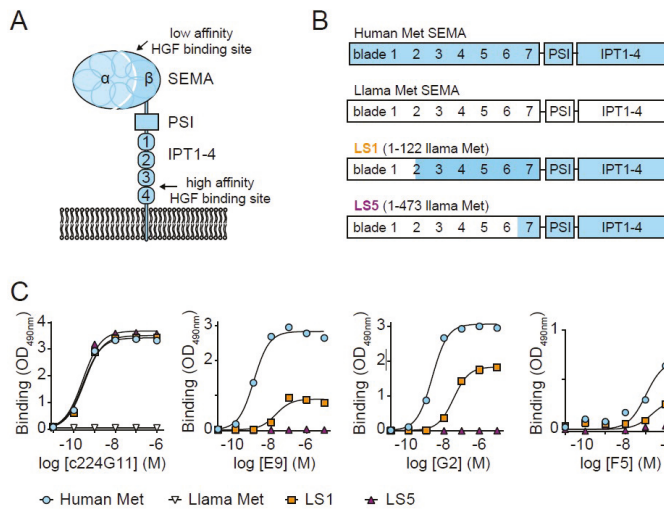 A
low affinity
HGF binding site
α
β
SEMA
PSI
1
2
3
4
IPT1-4
high affinity
HGF binding site
B
Human Met SEMA
blade 1 2 3 4 5 6 7 PSI IPT1-4
Llama Met SEMA
blade 1 2 3 4 5 6 7 PSI IPT1-4
LS1 (1-122 llama Met)
blade 1 2 3 4 5 6 7 PSI IPT1-4
LS5 (1-473 llama Met)
blade 1 2 3 4 5 6 7 PSI IPT1-4
C
Binding (OD490nm)
4
3
2
1
0
-10 -8 -6
log [c224G11] (M)
Binding (OD490nm)
3
2
1
0
-10 -8 -6
log [E9] (M)
Binding (OD490nm)
3
2
1
0
-10 -8 -6
log [G2] (M)
Binding (OD490nm)
1
0
-10 -8 -6
log [F5] (M)
Human Met Llama Met LS1 LS5